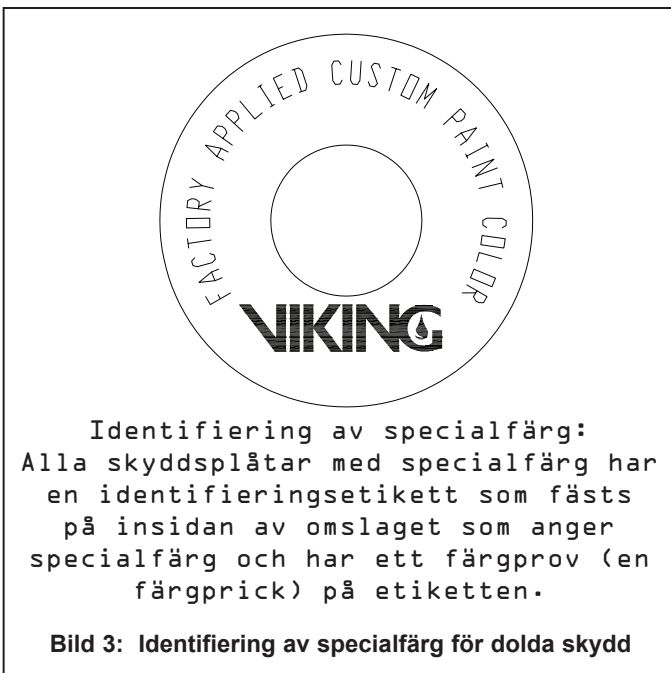 FACTORY APPLIED CUSTOM PAINT COLOR
VIKING
Identifiering av specialfärg:
Alla skyddsplåtar med specialfärg har
en identifieringsetikett som fästs
på insidan av omslaget som anger
specialfärg och har ett färgprov (en
färgprick) på etiketten.
Bild 3: Identifiering av specialfärg för dolda skydd